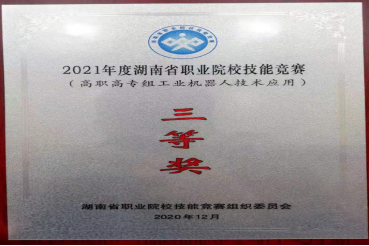 2021年度湖南省职业院校技能竞赛
（高职高专组工业机器人技术应用）
三
等
奖
湖南省职业院校技能竞赛组织委员会
2020年12月